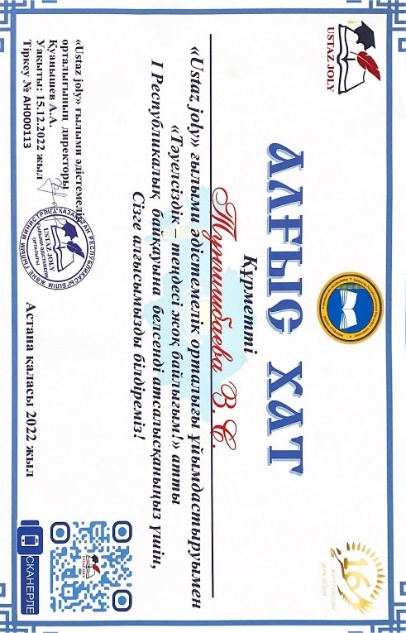 USTAZ JOLY
АЛҒЫС ХАТ
Құрметті
Турпишбаева В.С.
«Ustaz joly» ғылыми әдістемелік орталығы ұйымдастыруымен
«Тәуелсіздік – теңдесі жоқ байлығым!» атты
І Республикалық байқауына белсенді атсалысқаныңыз үшін,
Сізге алғысымызды білдіреміз!
«Ustaz joly» ғылыми әдістемелік
орталығының директоры
Қуанышев А.А.
Уақыты: 15.12.2022 жыл
Тіркеу № AH000113
USTAZ JOLY
Астана қаласы 2022 жыл
16
СКАНЕРЛЕ